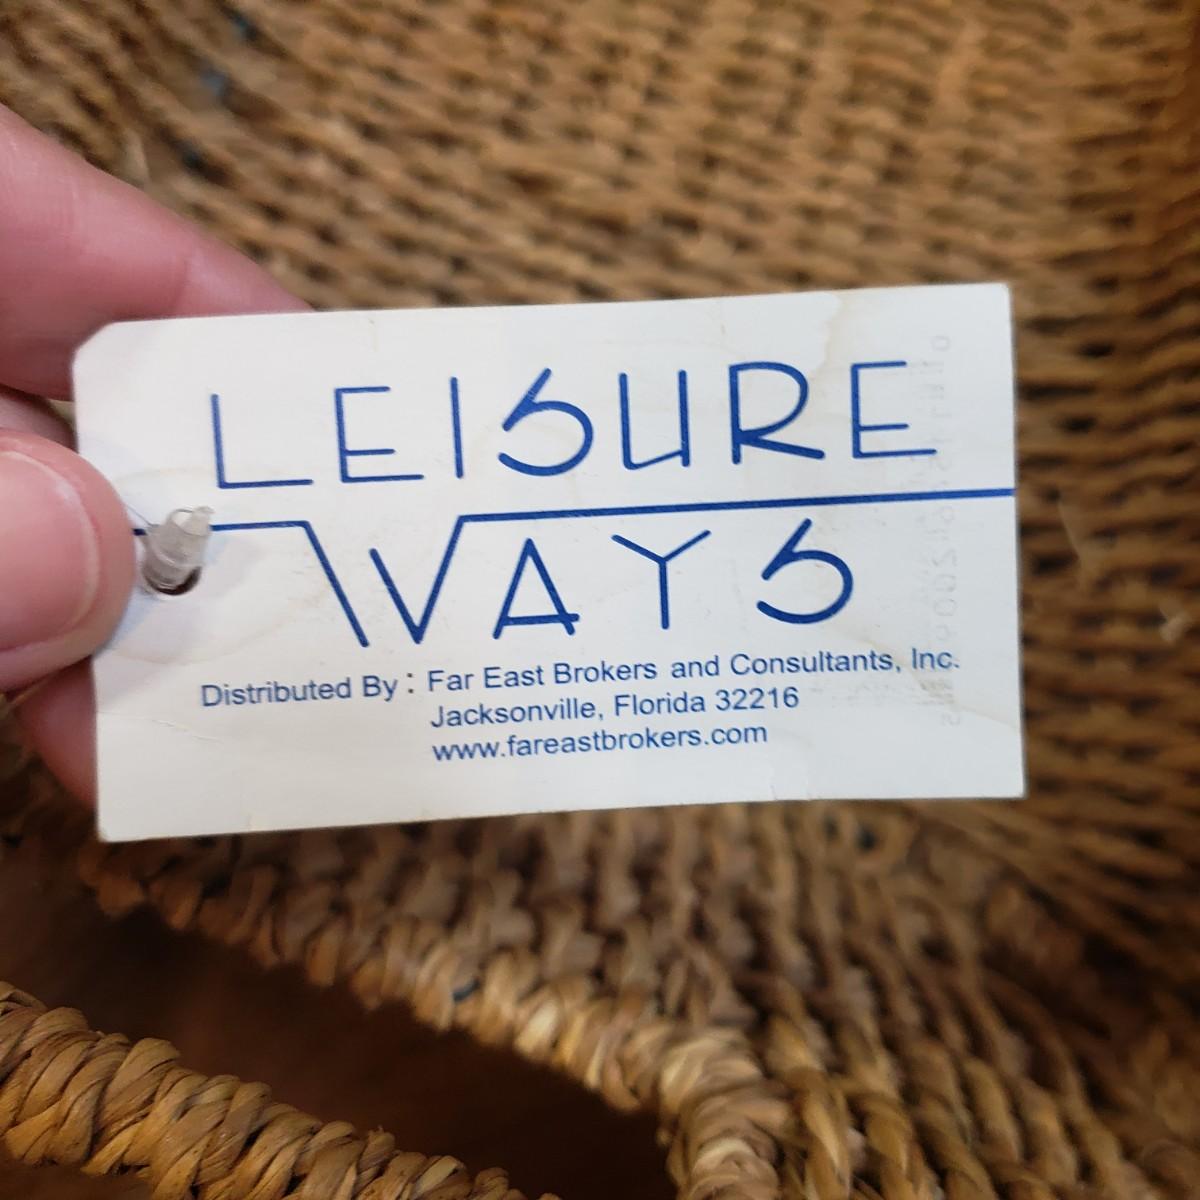 LEISURE
WAYS
Distributed By : Far East Brokers and Consultants, Inc.
Jacksonville, Florida 32216
www.fareastbrokers.com